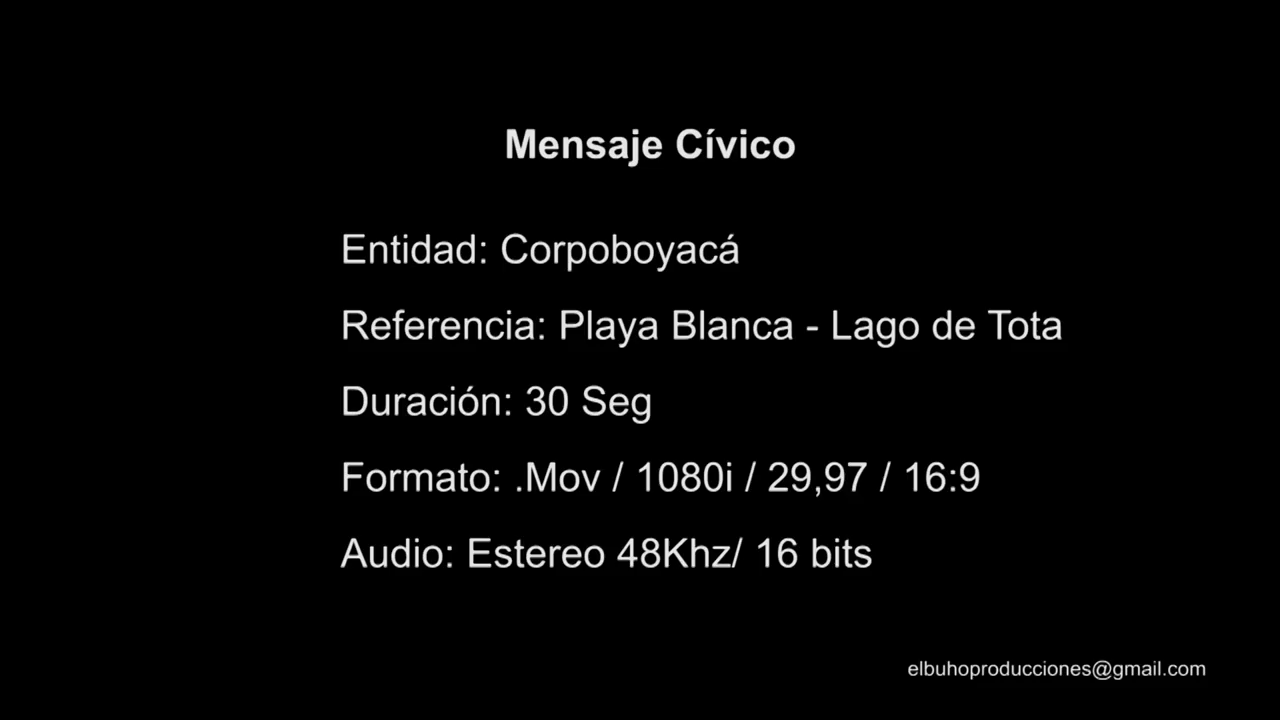 Mensaje Cívico
Entidad: Corpoboyacá
Referencia: Playa Blanca - Lago de Tota
Duración: 30 Seg
Formato: .Mov / 1080i / 29,97 / 16:9
Audio: Estereo 48Khz/ 16 bits
elbuhoproducciones@gmail.com